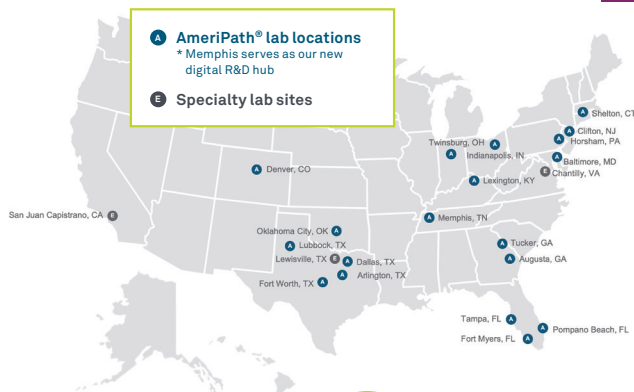 A AmeriPath® lab locations
* Memphis serves as our new
digital R&D hub
E Specialty lab sites
A Shelton, CT
A Clifton, NJ
A Horsham, PA
Twinsburg, OH A
A Indianapolis, IN
A Baltimore, MD
E Chantilly, VA
A Denver, CO
A Lexington, KY
San Juan Capistrano, CA E
A Memphis, TN
Oklahoma City, OK A
A Lubbock, TX
Lewisville, TX E
A Dallas, TX
A Arlington, TX
Fort Worth, TX A
A Tucker, GA
A Augusta, GA
Tampa, FL A
A Pompano Beach, FL
Fort Myers, FL A